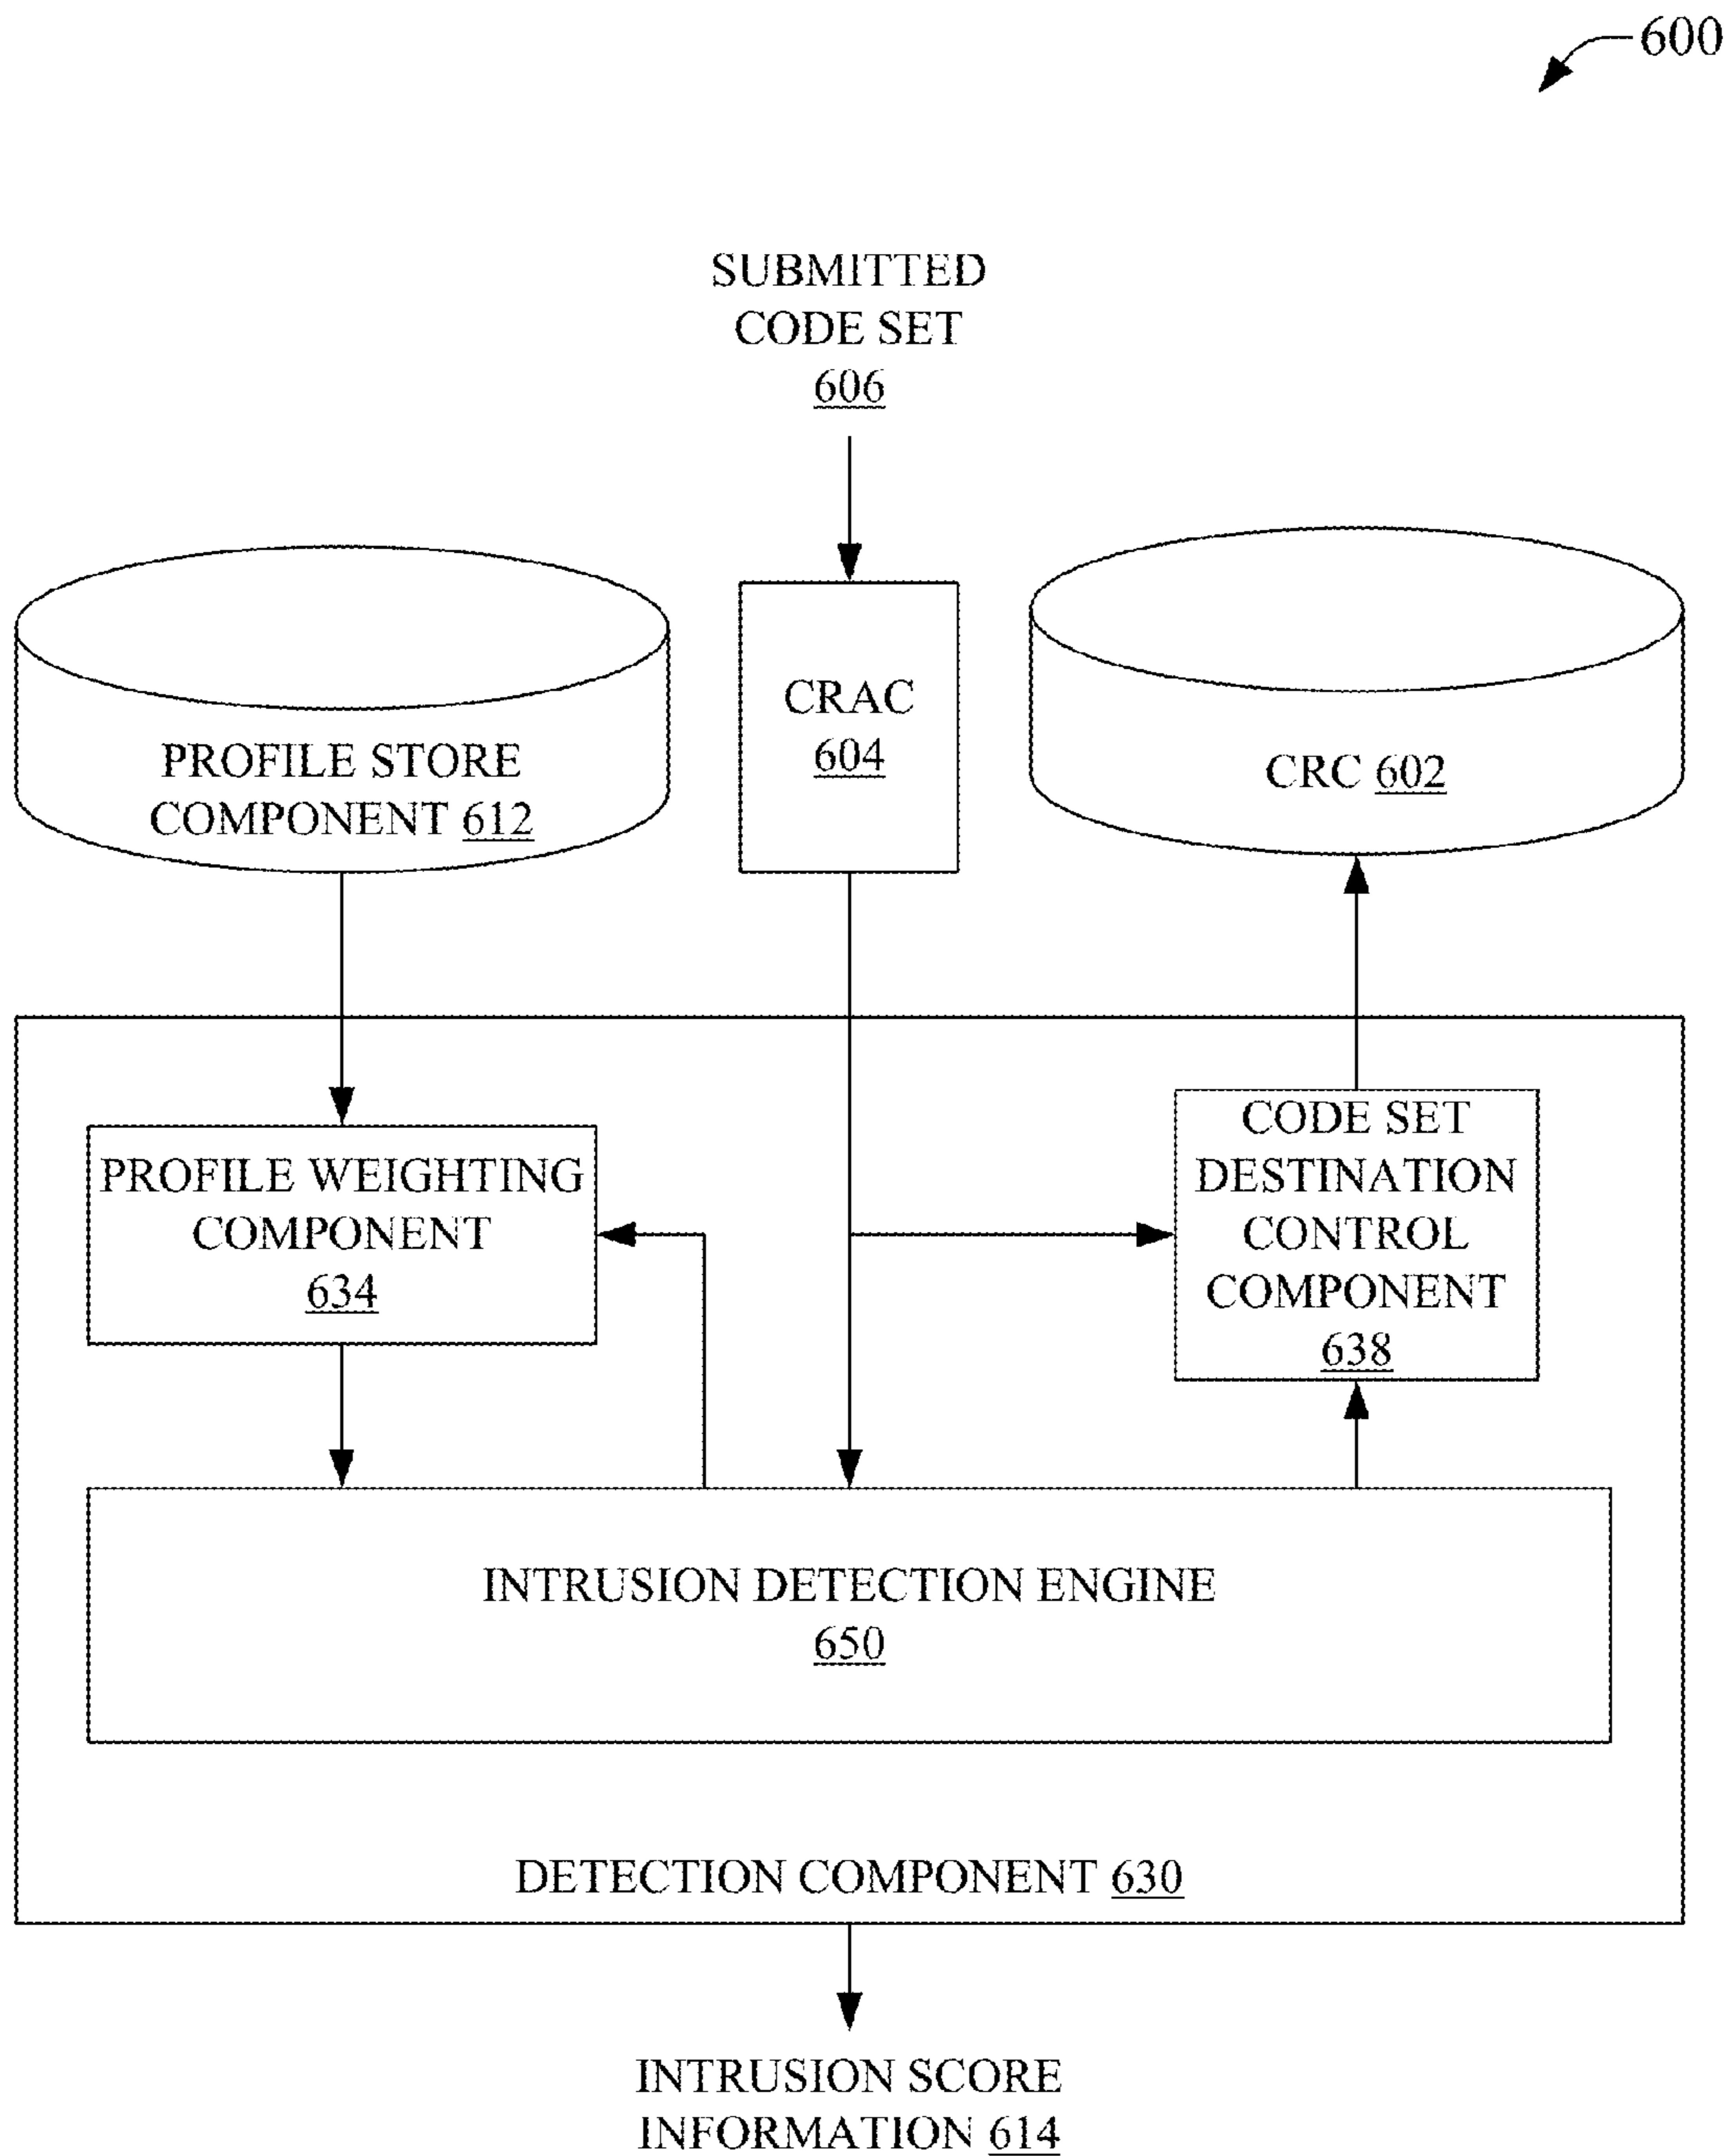 600
SUBMITTED
CODE SET
606
PROFILE STORE
COMPONENT 612
CRAC
604
CRC 602
PROFILE WEIGHTING
COMPONENT
634
CODE SET
DESTINATION
CONTROL
COMPONENT
638
INTRUSION DETECTION ENGINE
650
DETECTION COMPONENT 630
INTRUSION SCORE
INFORMATION 614